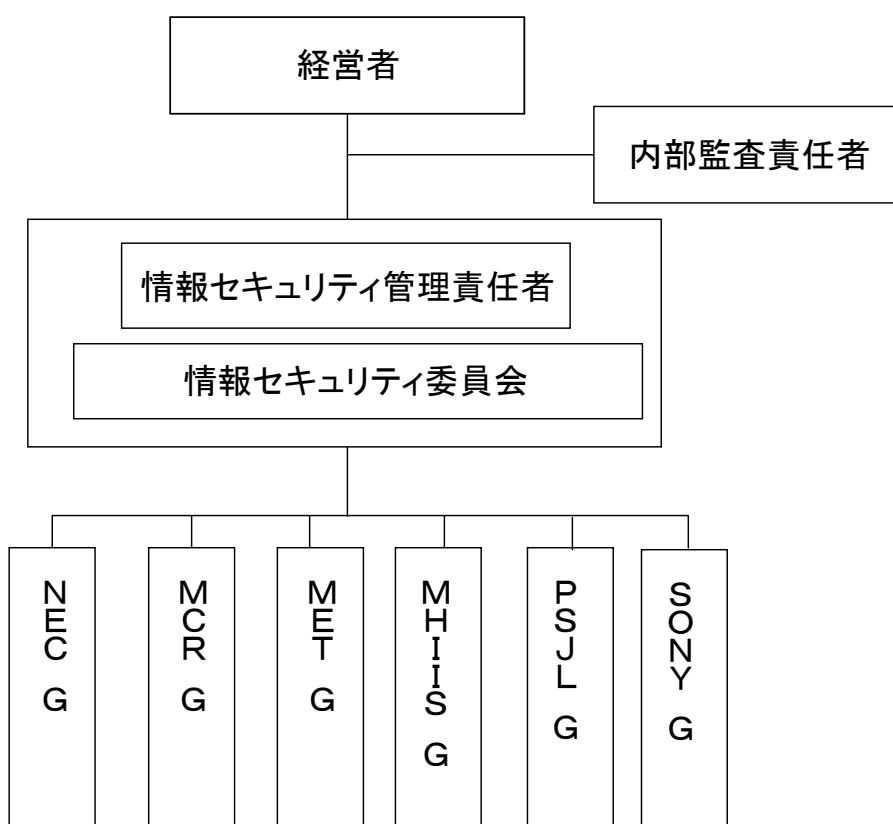 経営者
内部監査責任者
情報セキュリティ管理責任者
情報セキュリティ委員会
NEC G
MCR G
MET G
MHIIS G
PSJL G
SONY G